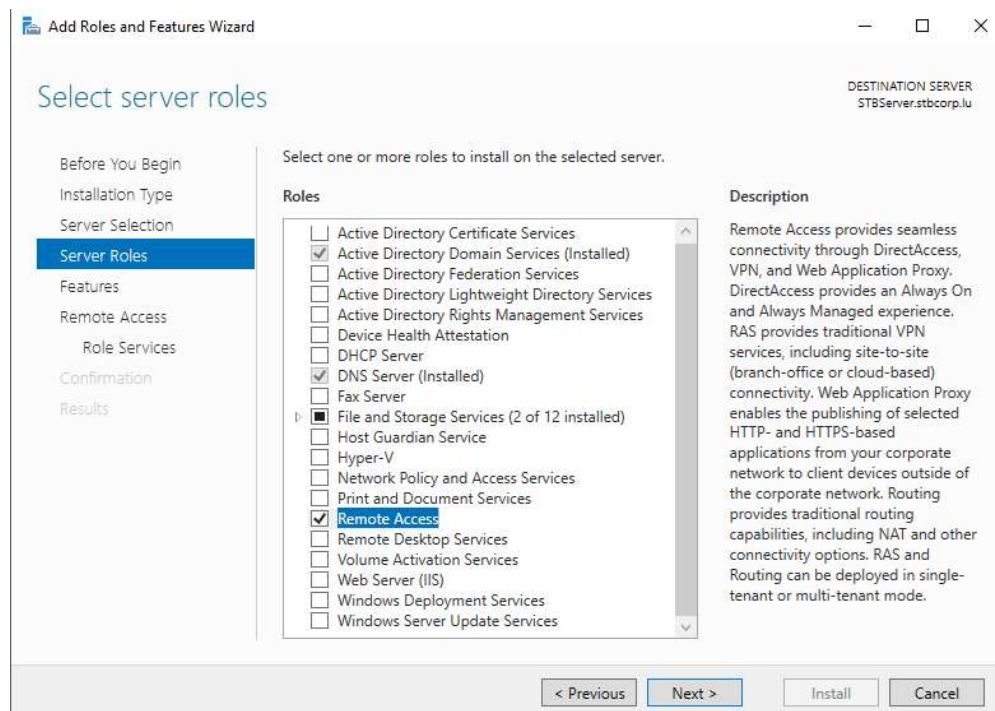 Add Roles and Features Wizard
Select server roles
DESTINATION SERVER
STBServer.stbcorp.lu
Before You Begin
Installation Type
Server Selection
Server Roles
Features
Remote Access
Role Services
Confirmation
Results
Select one or more roles to install on the selected server.
Roles
Active Directory Certificate Services
Active Directory Domain Services (Installed)
Active Directory Federation Services
Active Directory Lightweight Directory Services
Active Directory Rights Management Services
Device Health Attestation
DHCP Server
DNS Server (Installed)
Fax Server
File and Storage Services (2 of 12 installed)
Host Guardian Service
Hyper-V
Network Policy and Access Services
Print and Document Services
Remote Access
Remote Desktop Services
Volume Activation Services
Web Server (IIS)
Windows Deployment Services
Windows Server Update Services
Description
Remote Access provides seamless
connectivity through DirectAccess,
VPN, and Web Application Proxy.
DirectAccess provides an Always On
and Always Managed experience.
RAS provides traditional VPN
services, including site-to-site
(branch-office or cloud-based)
connectivity. Web Application Proxy
enables the publishing of selected
HTTP- and HTTPS-based
applications from your corporate
network to client devices outside of
the corporate network. Routing
provides traditional routing
capabilities, including NAT and other
connectivity options. RAS and
Routing can be deployed in single-
tenant or multi-tenant mode.
< Previous
Next >
Install
Cancel